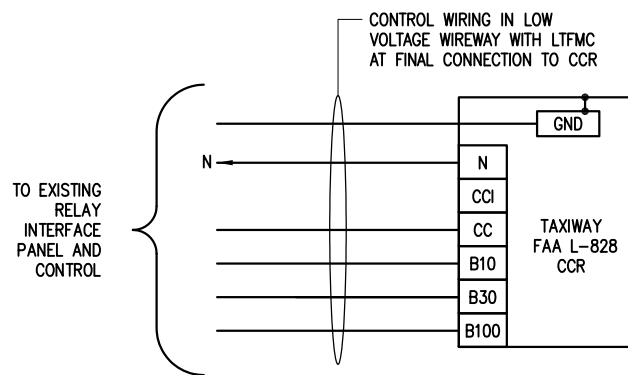 CONTROL WIRING IN LOW
VOLTAGE WIREWAY WITH LTFMC
AT FINAL CONNECTION TO CCR
GND
N
N
CCI
TO EXISTING
RELAY
INTERFACE
PANEL AND
CONTROL
CC
B10
B30
B100
TAXIWAY
FAA L-828
CCR